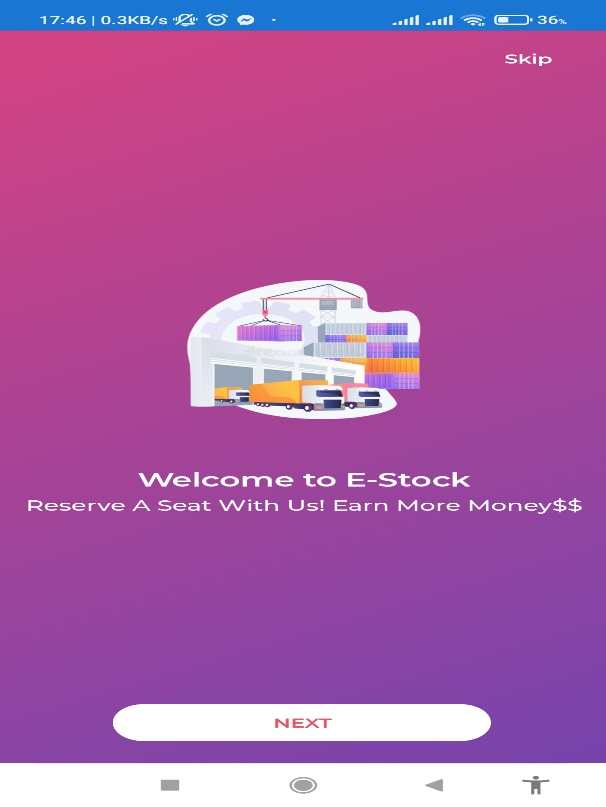 17:46 | 0.3KB/s
36%
Skip
Welcome to E-Stock
Reserve A Seat With Us! Earn More Money$$
NEXT